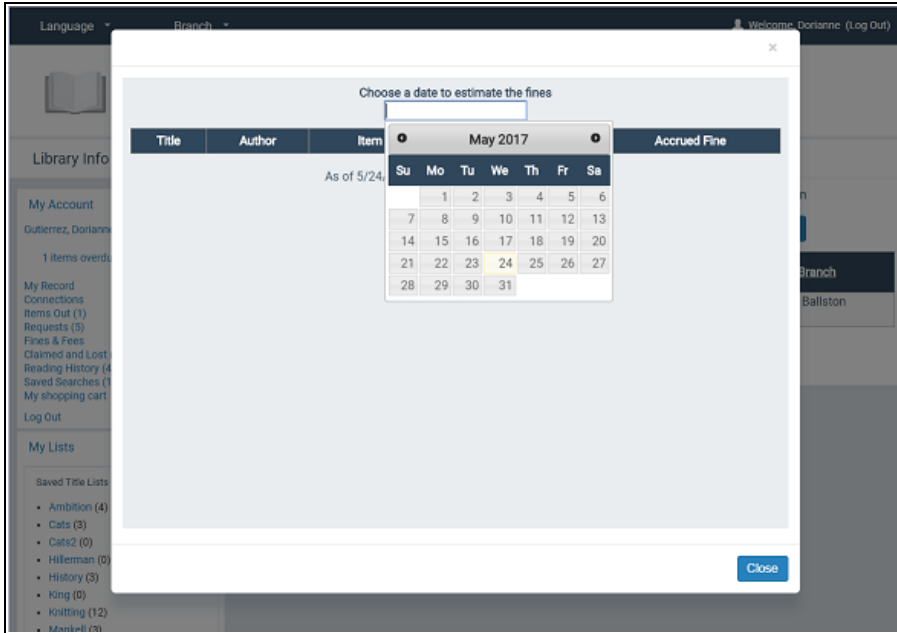 Language Branch Welcome, Dorianne (Log Out)
×
Choose a date to estimate the fines
Title Author Item Accrued Fine
As of 5/24/
May 2017
Su Mo Tu We Th Fr Sa
1 2 3 4 5 6
7 8 9 10 11 12 13
14 15 16 17 18 19 20
21 22 23 24 25 26 27
28 29 30 31
Library Info
My Account
Gutierrez, Dorianne
1 items overdu
My Record
Connections
Items Out (1)
Requests (5)
Fines & Fees
Claimed and Lost
Reading History (4
Saved Searches (1
My shopping cart
Log Out
My Lists
Saved Title Lists
• Ambition (4)
• Cats (3)
• Cats2 (0)
• Hillerman (0)
• History (3)
• King (0)
• Knitting (12)
• Mankell (3)
n
Branch
Ballston
Close